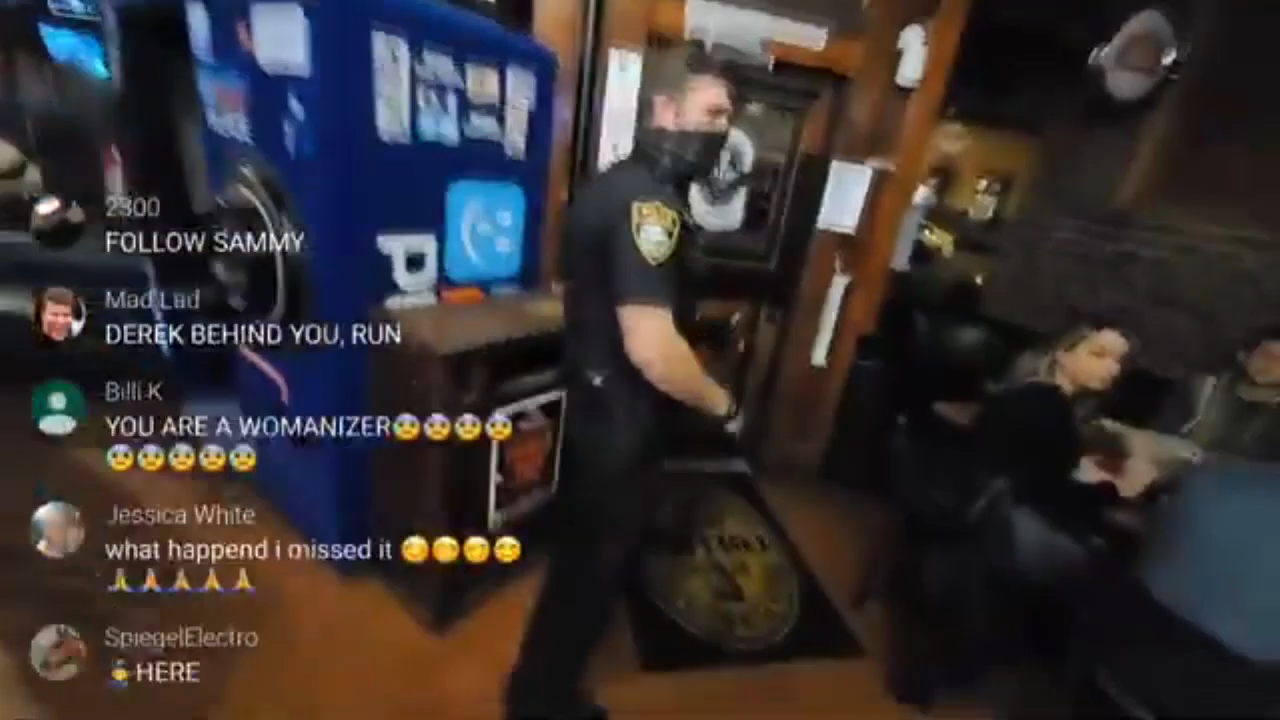 2300
FOLLOW SAMMY
Mad Lad
DEREK BEHIND YOU, RUN
Billi K
YOU ARE A WOMANIZER😰😰😰😰
😰😰😰😰😰
Jessica White
what happend i missed it 😳😳😳😳
🙏🙏🙏🙏🙏
SpiegelElectro
👮HERE